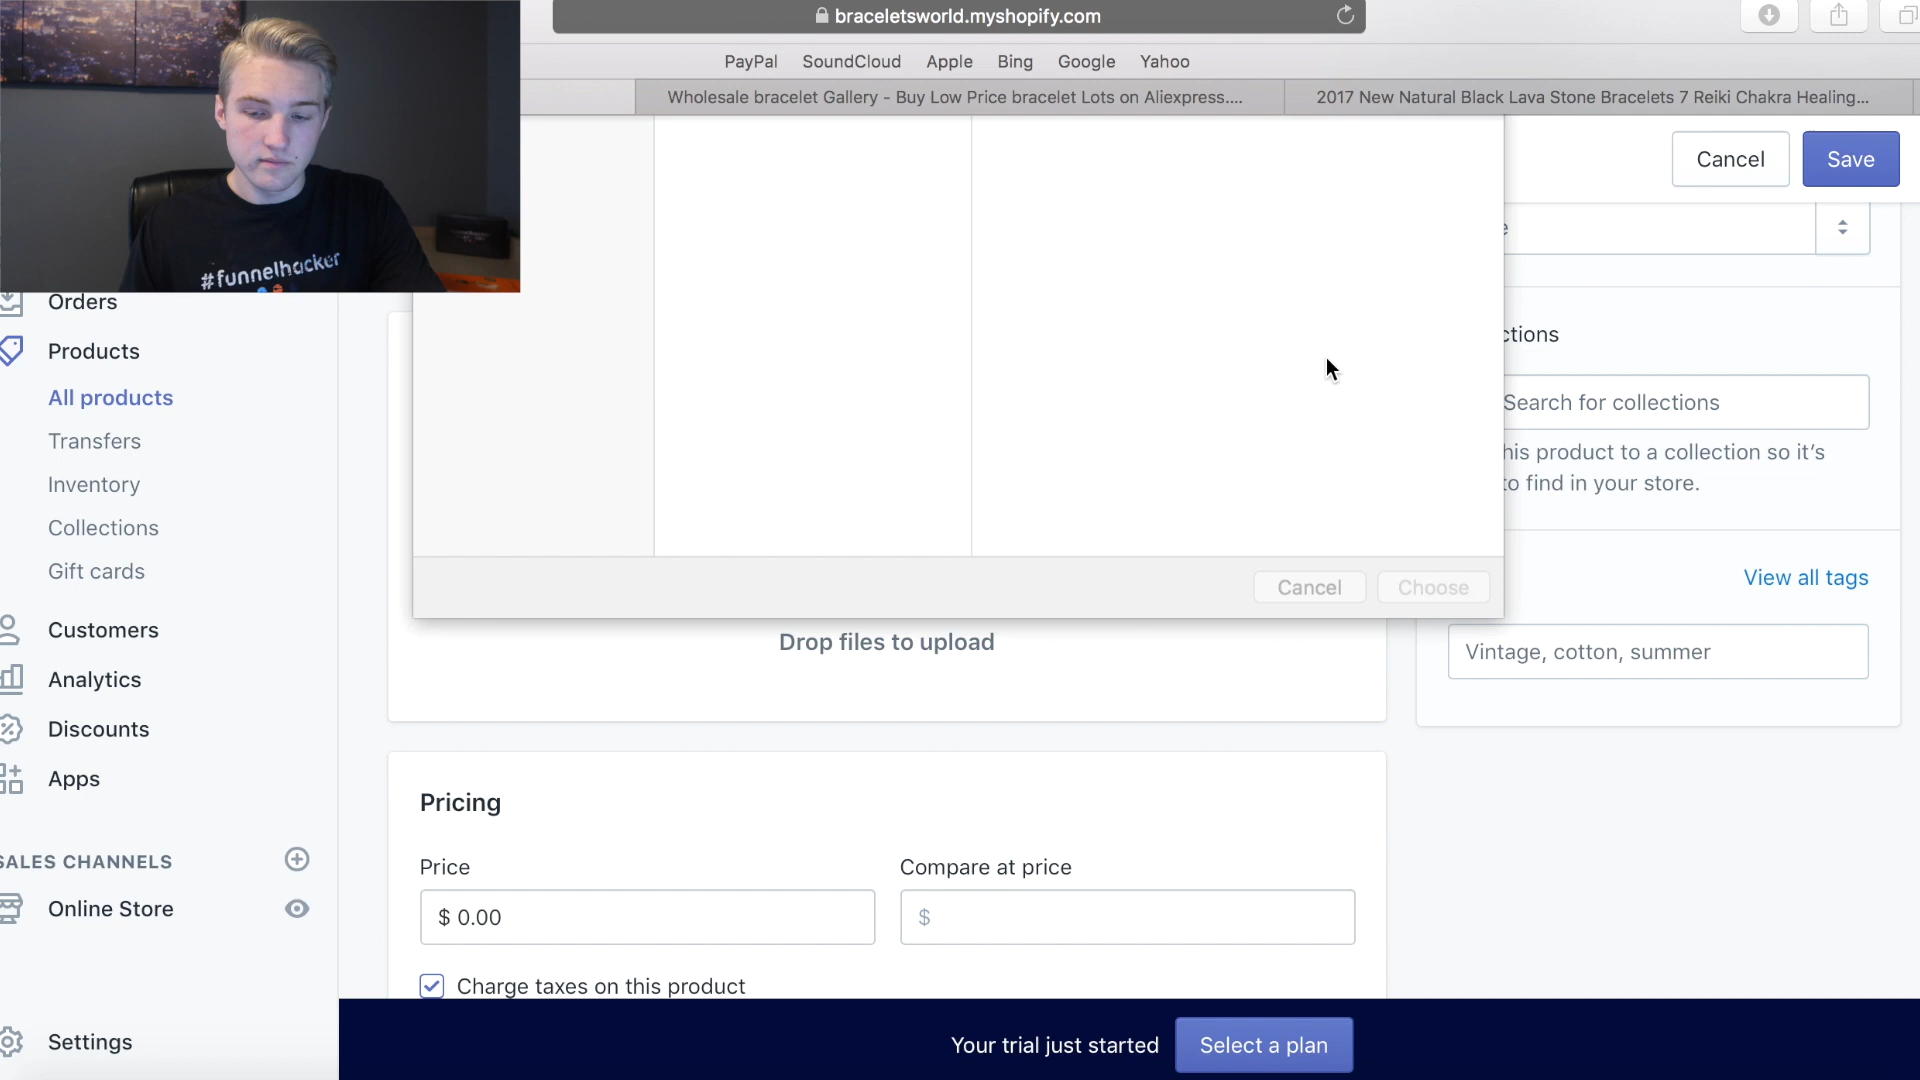 braceletsworld.myshopify.com
PayPal SoundCloud Apple Bing Google Yahoo
Wholesale bracelet Gallery - Buy Low Price bracelet Lots on Aliexpress....
2017 New Natural Black Lava Stone Bracelets 7 Reiki Chakra Healing...
Cancel
Save
#funnelhacker
Orders
Products
All products
Transfers
Inventory
Collections
Gift cards
Customers
Analytics
Discounts
Apps
SALES CHANNELS
Online Store
Settings
Cancel
Choose
Drop files to upload
Pricing
Price
Compare at price
$ 0.00
$
Charge taxes on this product
ctions
Search for collections
his product to a collection so it's
to find in your store.
View all tags
Vintage, cotton, summer
Your trial just started
Select a plan